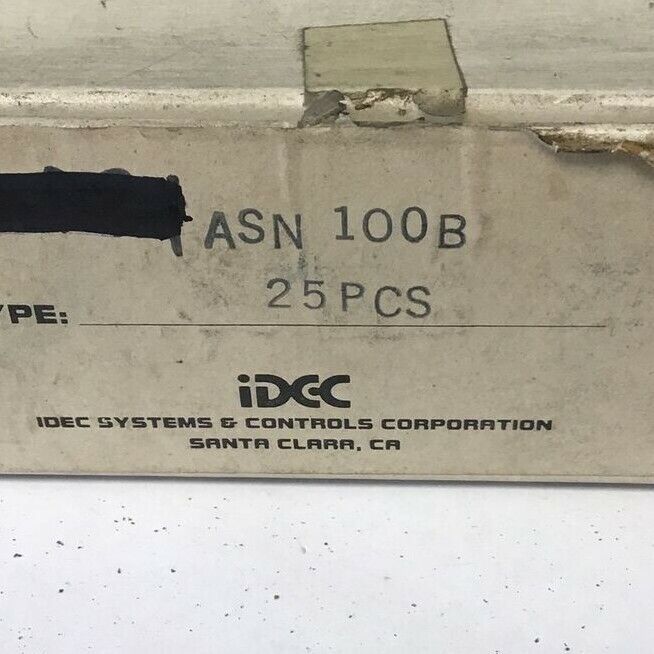 ASN 100B
25PCS
YPE:
IDEC
IDEC SYSTEMS & CONTROLS CORPORATION
SANTA CLARA, CA